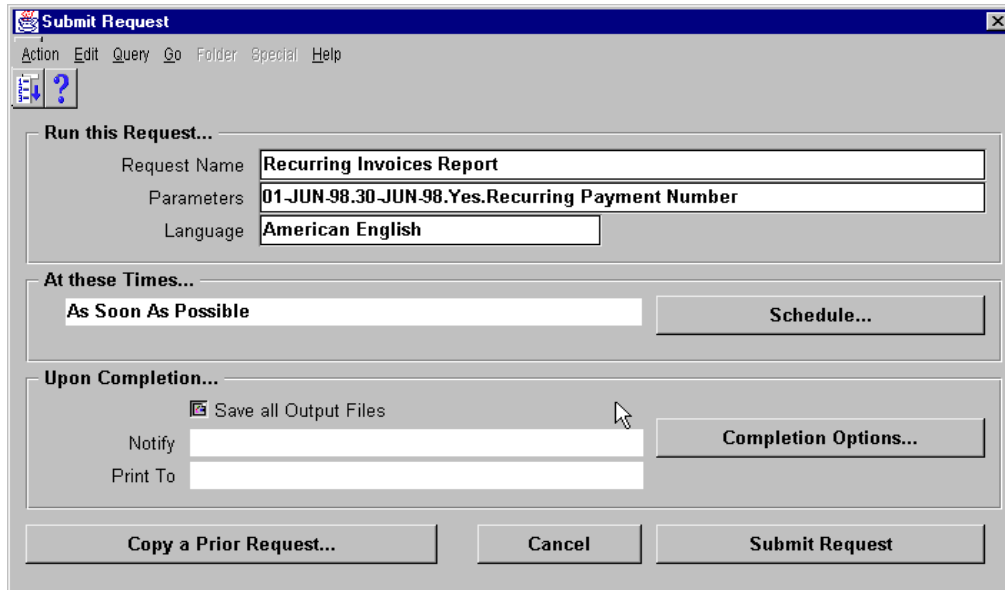 Submit Request
Action Edit Query Go Folder Special Help
Run this Request...
Request Name Recurring Invoices Report
Parameters 01-JUN-98.30-JUN-98.Yes.Recurring Payment Number
Language American English
At these Times...
As Soon As Possible Schedule...
Upon Completion...
Save all Output Files
Notify Completion Options...
Print To
Copy a Prior Request... Cancel Submit Request